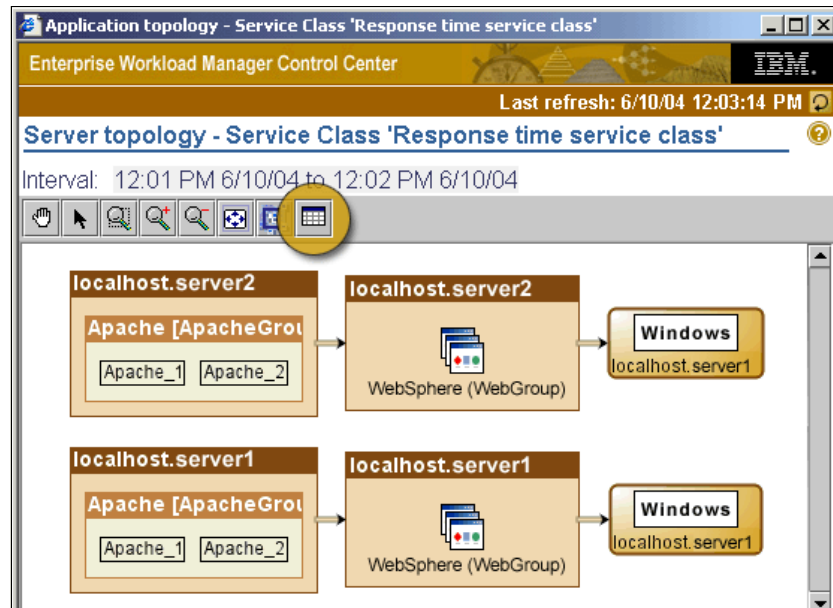 Application topology - Service Class 'Response time service class'
Enterprise Workload Manager Control Center
IBM.
Last refresh: 6/10/04 12:03:14 PM
Server topology - Service Class 'Response time service class'
Interval: 12:01 PM 6/10/04 to 12:02 PM 6/10/04
localhost.server2
Apache [ApacheGrou
Apache_1 Apache_2
localhost.server2
WebSphere (WebGroup)
Windows
localhost.server1
localhost.server1
Apache [ApacheGrou
Apache_1 Apache_2
localhost.server1
WebSphere (WebGroup)
Windows
localhost.server1